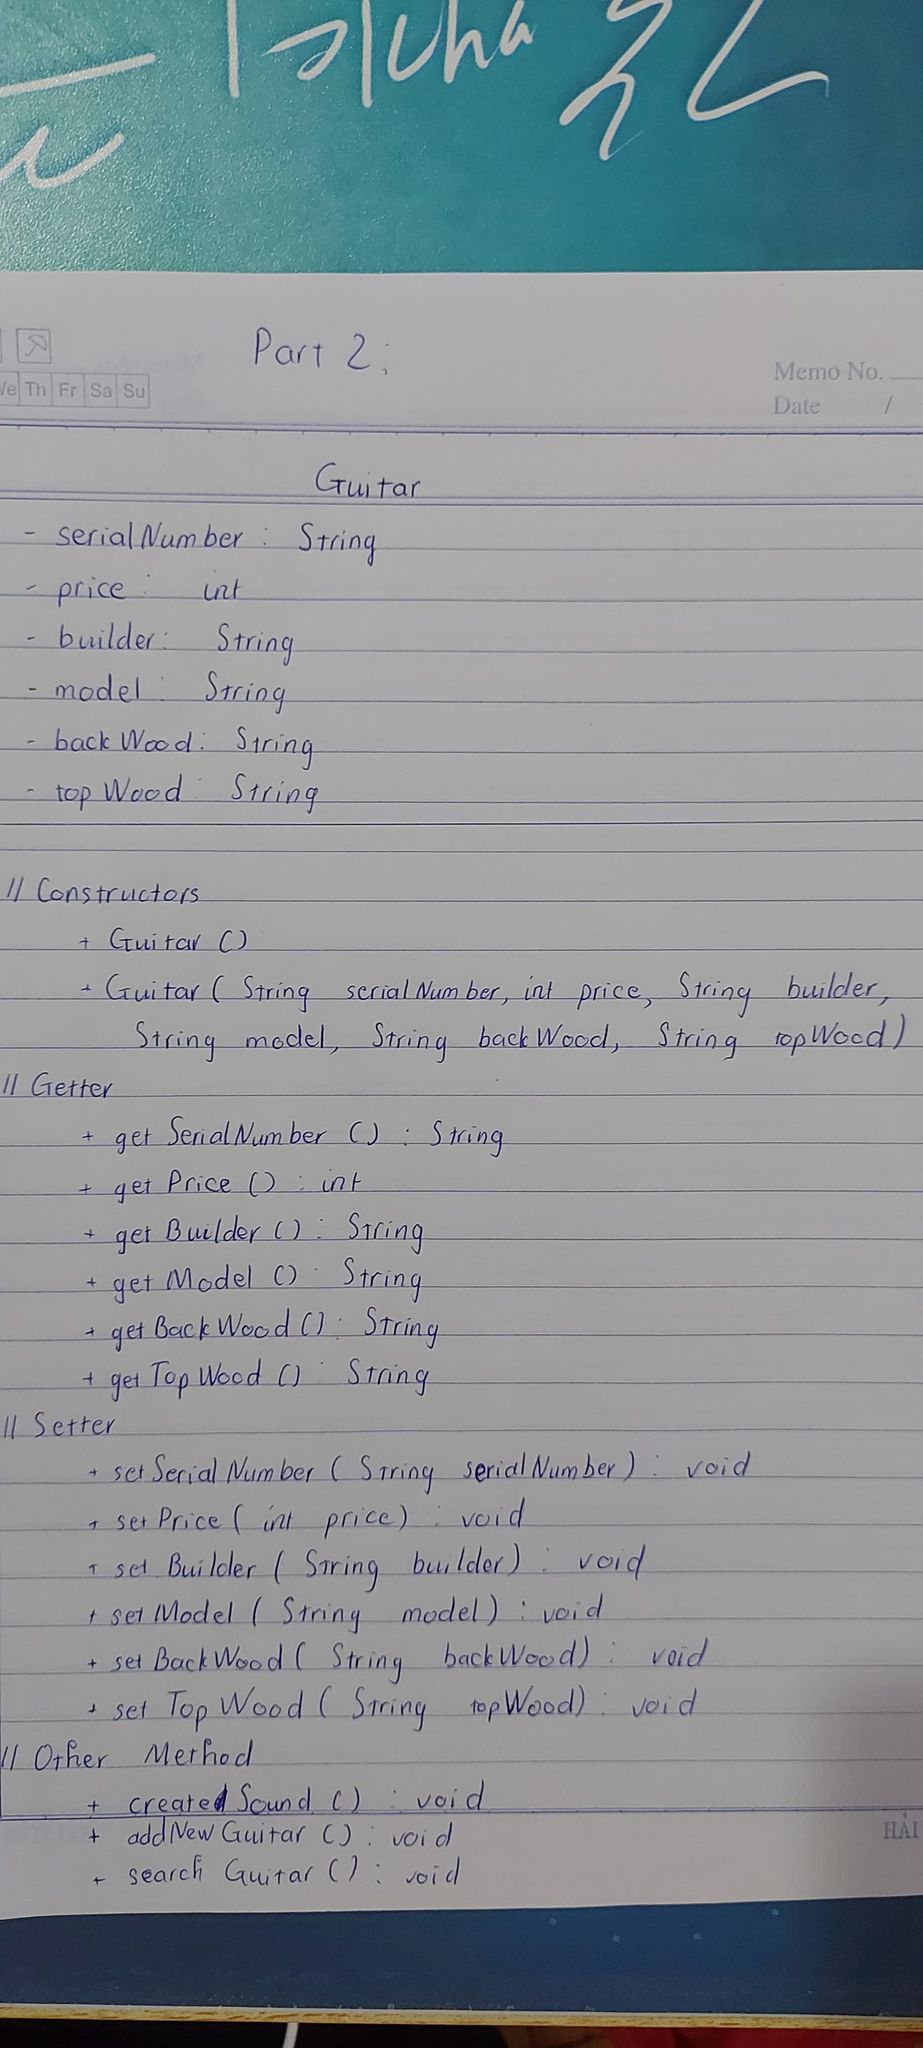 Part 2:
Th Fr Sa Su
Memo No.
Date /
Guitar
- serialNumber : String
- price : int
- builder : String
- model : String
- backWood : String
- topWood : String
// Constructors
+ Guitar ()
+ Guitar ( String serialNumber, int price, String builder,
String model, String backWood, String topWood)
// Getter
+ getSerialNumber () : String
+ getPrice () : int
+ getBuilder () : String
+ getModel () : String
+ getBackWood () : String
+ getTopWood () : String
// Setter
+ setSerialNumber ( String serialNumber) : void
+ setPrice ( int price) : void
+ setBuilder ( String builder) : void
+ setModel ( String model) : void
+ setBackWood ( String backWood) : void
+ setTopWood ( String topWood) : void
// Other Method
+ createSound () : void
+ addNewGuitar () : void
+ searchGuitar () : void
HẢI